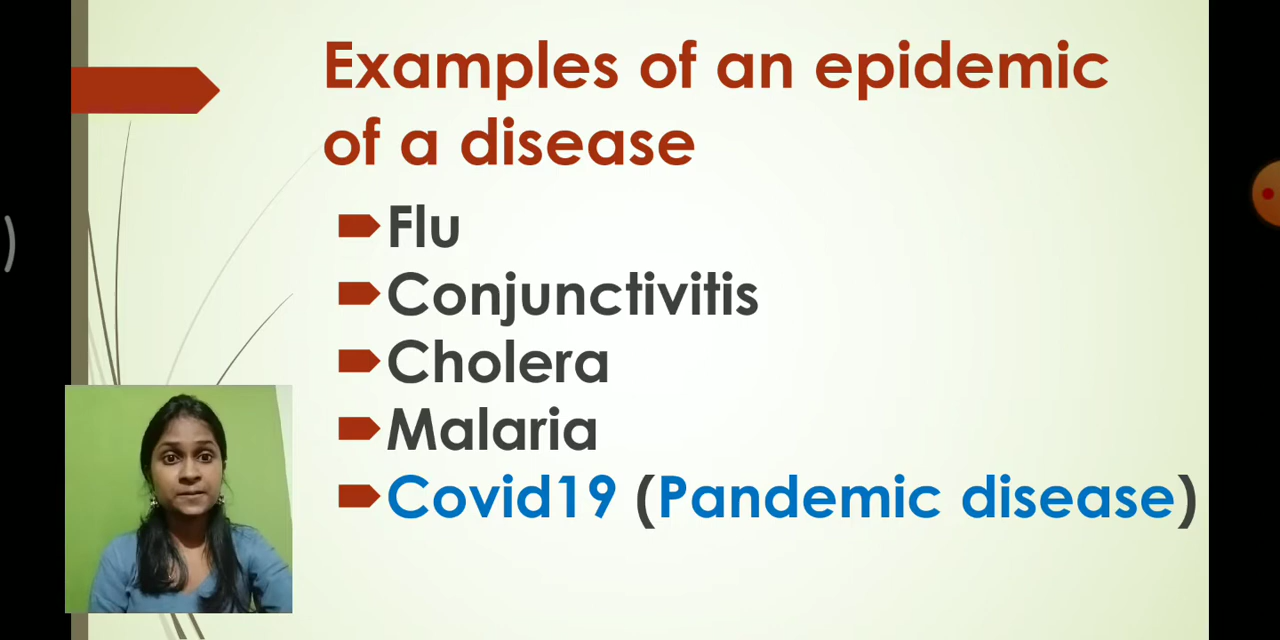 Examples of an epidemic
of a disease
Flu
Conjunctivitis
Cholera
Malaria
Covid19 (Pandemic disease)